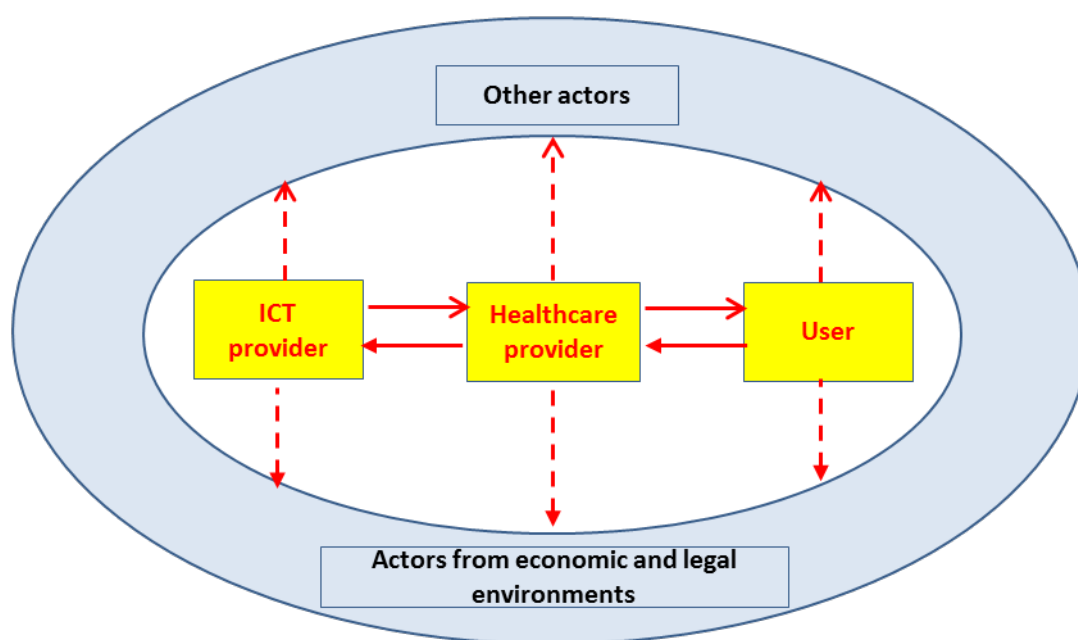 Other actors
ICT
provider
Healthcare
provider
User
Actors from economic and legal
environments